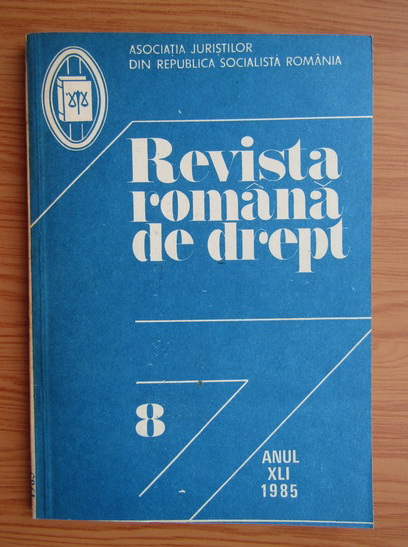 ASOCIAȚIA JURIȘTILOR
DIN REPUBLICA SOCIALISTĂ ROMÂNIA
Revista
română
de drept
8
ANUL
XLI
1985